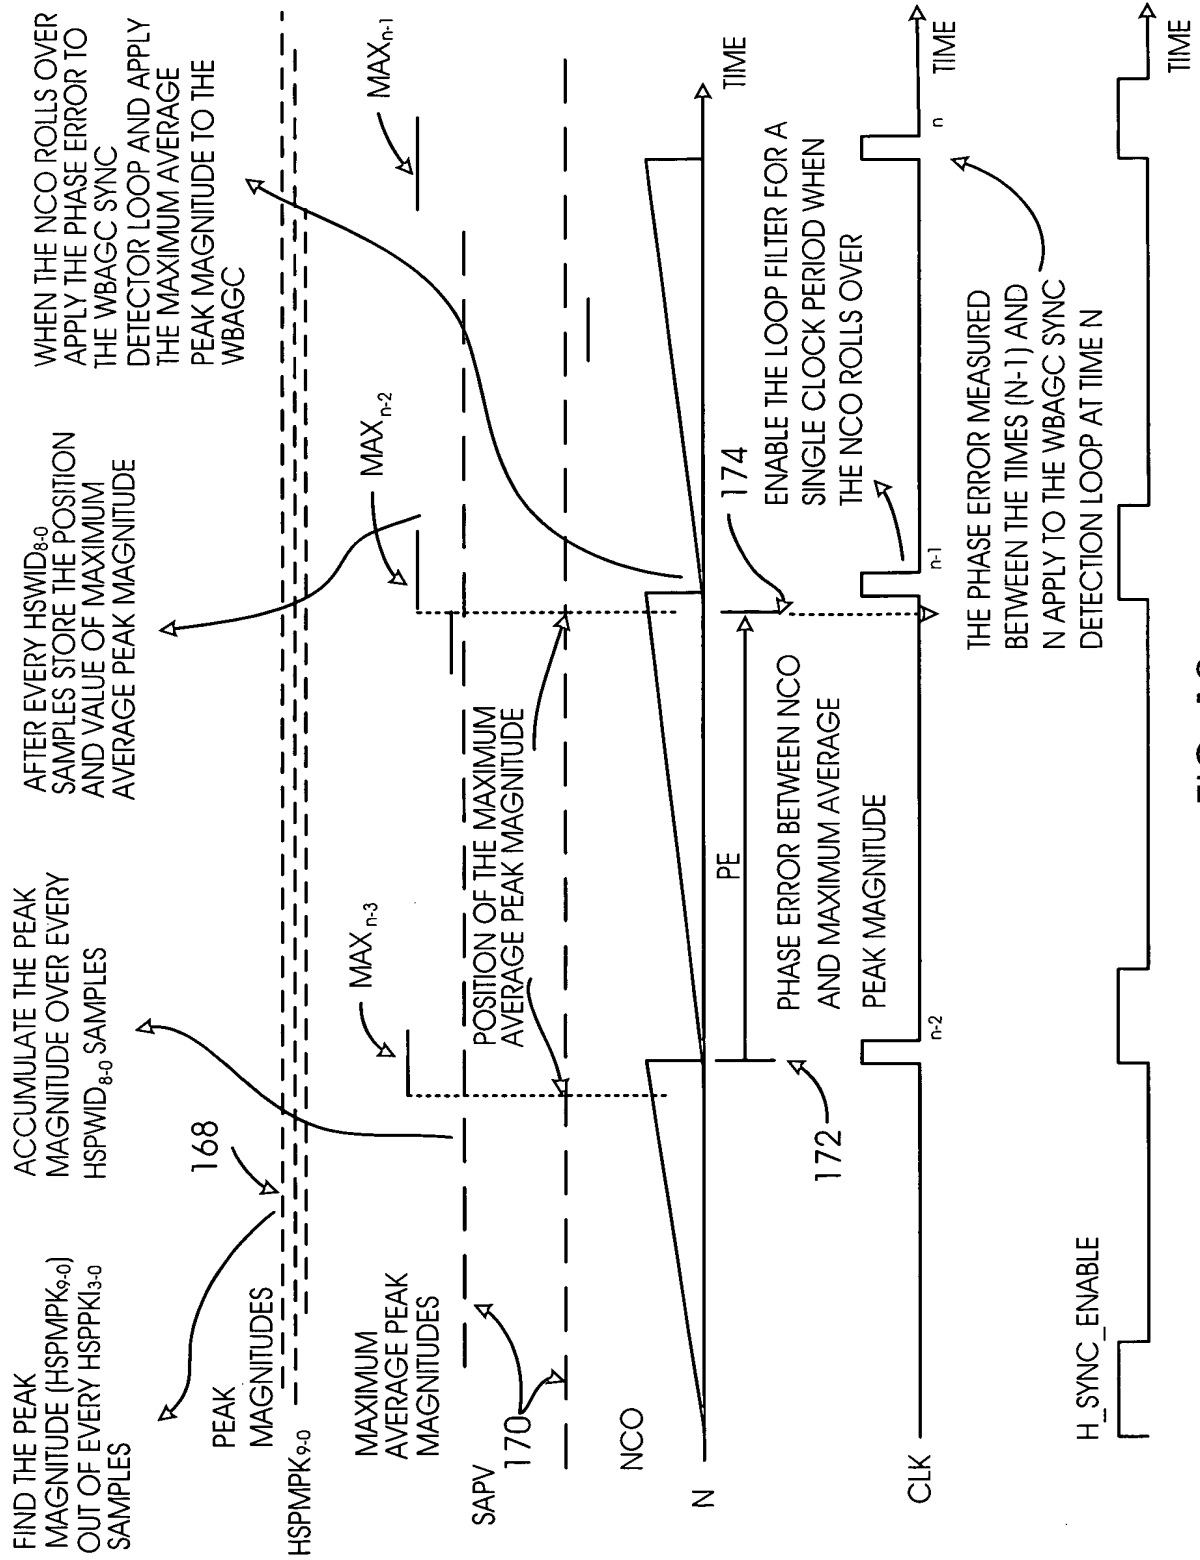 FIND THE PEAK
MAGNITUDE (HSPMPK9-0)
OUT OF EVERY HSPPKI3-0
SAMPLES
ACCUMULATE THE PEAK
MAGNITUDE OVER EVERY
HSPWID8-0 SAMPLES
AFTER EVERY HSWID8-0
SAMPLES STORE THE POSITION
AND VALUE OF MAXIMUM
AVERAGE PEAK MAGNITUDE
WHEN THE NCO ROLLS OVER
APPLY THE PHASE ERROR TO
THE WBAGC SYNC
DETECTOR LOOP AND APPLY
THE MAXIMUM AVERAGE
PEAK MAGNITUDE TO THE
WBAGC
168
PEAK
MAGNITUDES
HSPMPK9-0
MAXIMUM
AVERAGE PEAK
MAGNITUDES
MAXn-3
MAXn-2
MAXn-1
SAPV
170
POSITION OF THE MAXIMUM
AVERAGE PEAK MAGNITUDE
NCO
N
TIME
PE
174
172
PHASE ERROR BETWEEN NCO
AND MAXIMUM AVERAGE
PEAK MAGNITUDE
ENABLE THE LOOP FILTER FOR A
SINGLE CLOCK PERIOD WHEN
THE NCO ROLLS OVER
CLK
n-2
n-1
n
TIME
THE PHASE ERROR MEASURED
BETWEEN THE TIMES (N-1) AND
N APPLY TO THE WBAGC SYNC
DETECTION LOOP AT TIME N
H_SYNC_ENABLE
TIME